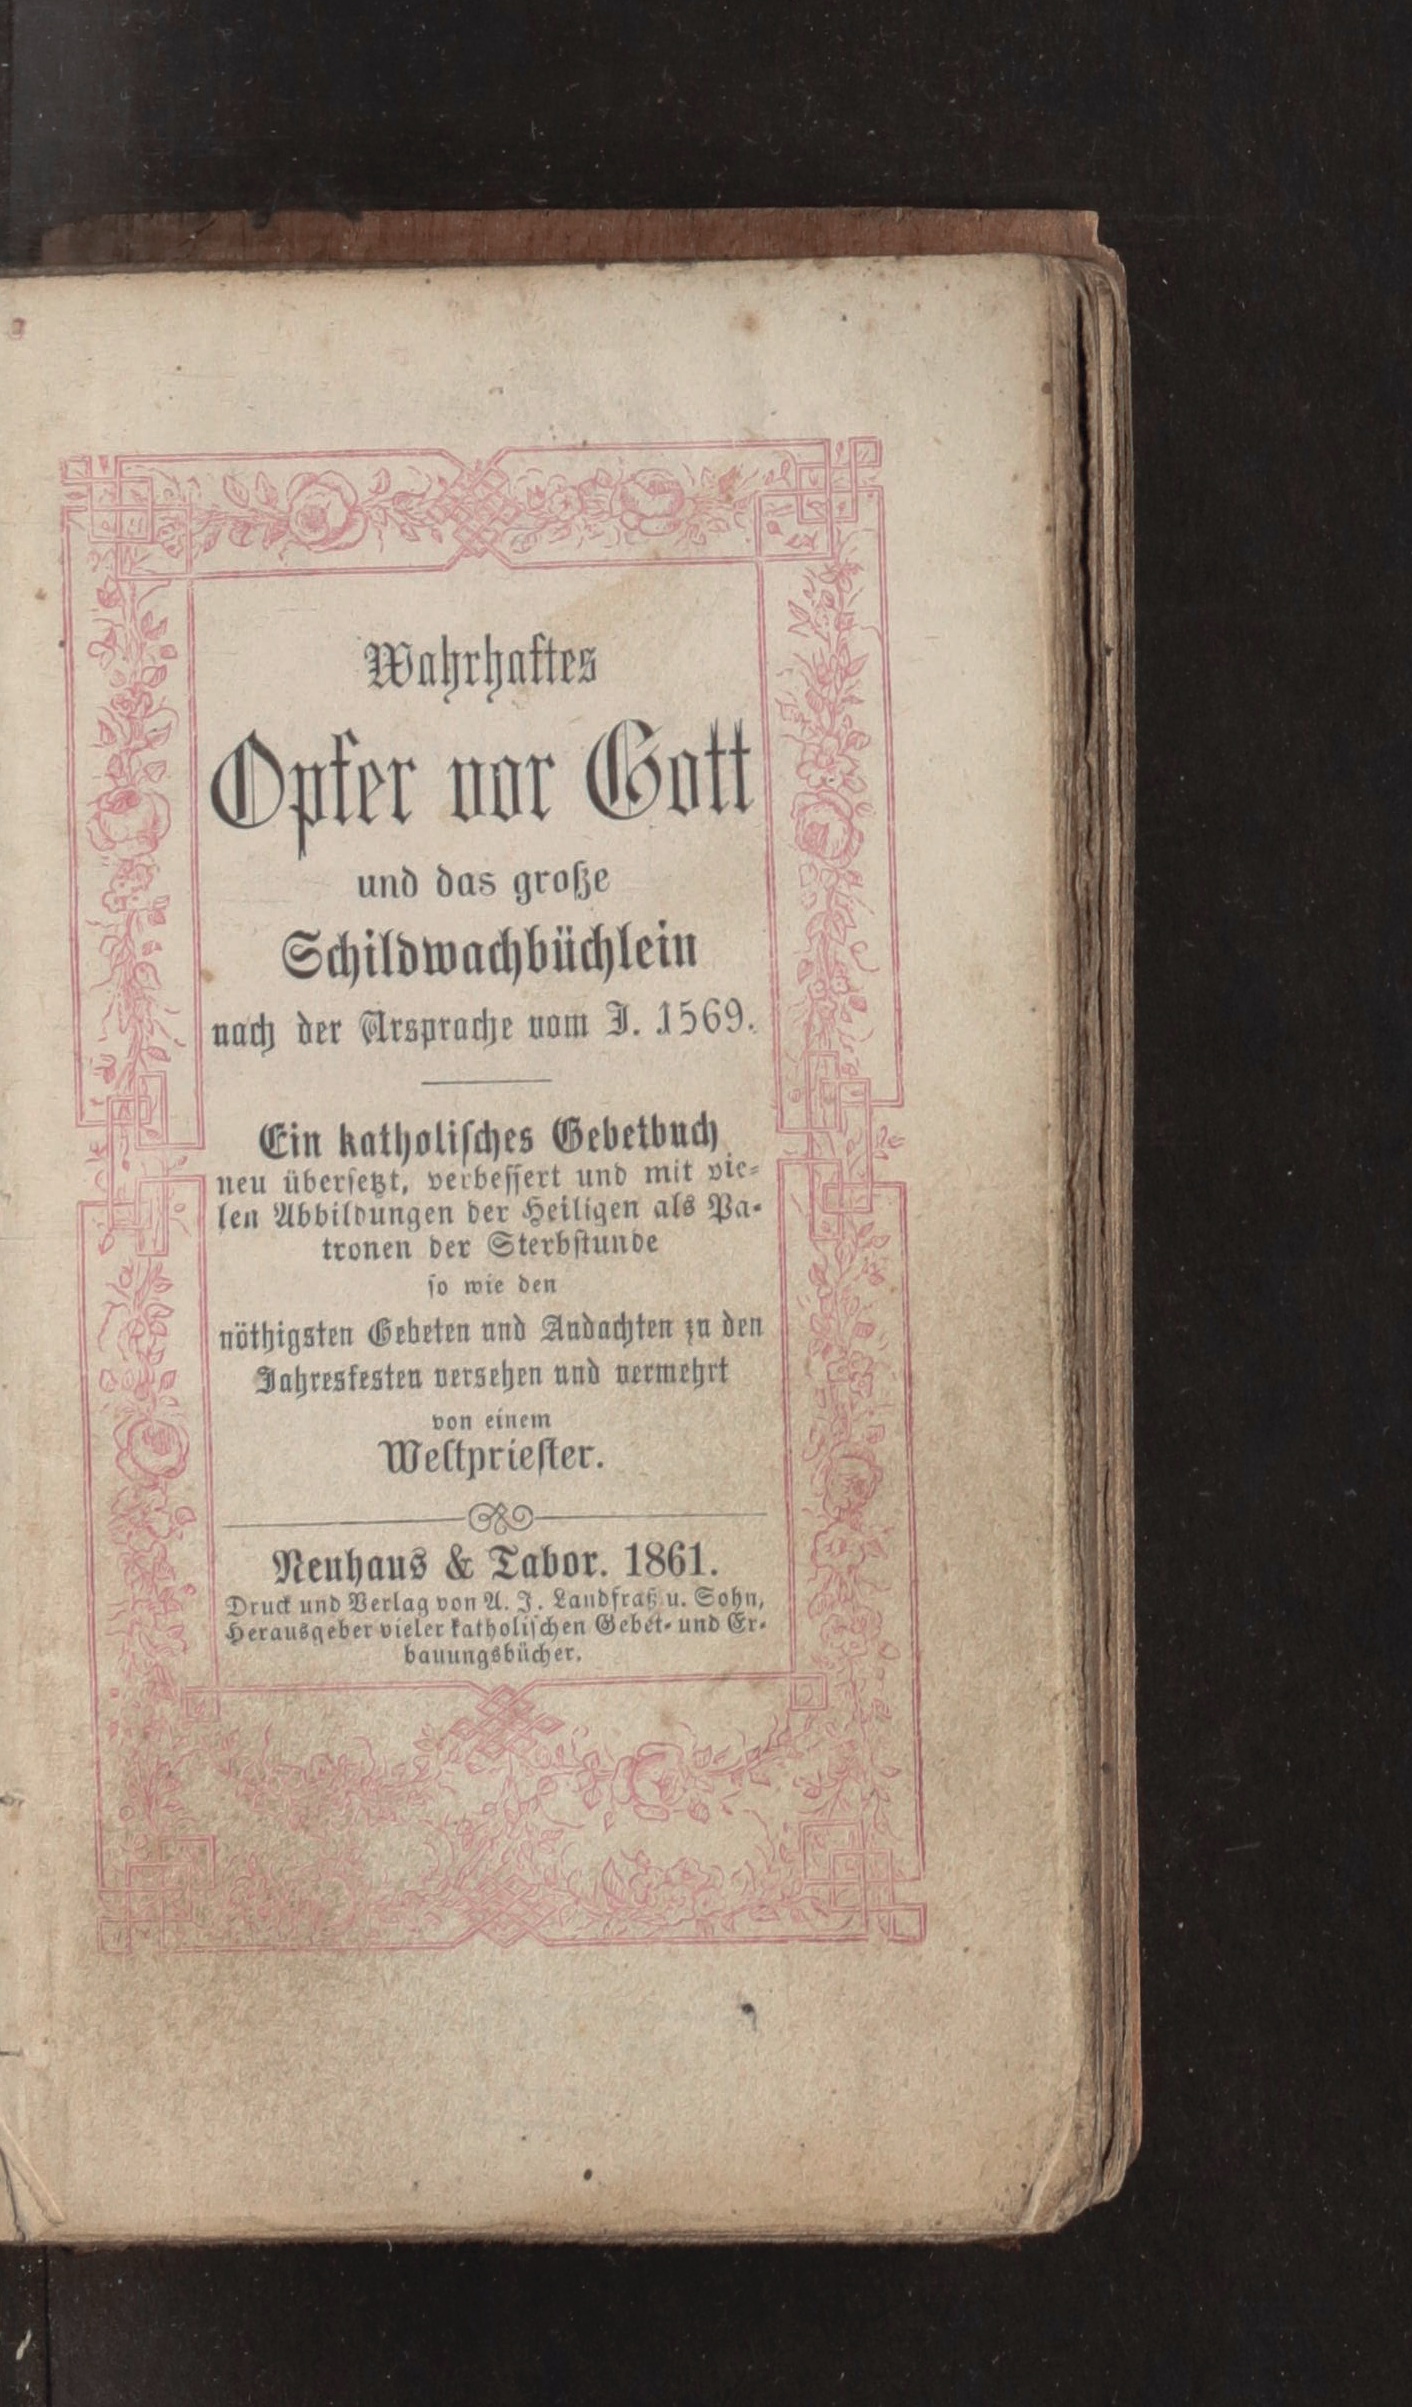 Wahrhaftes
Opfer vor Gott
und das große
Schildwachbüchlein
nach der Ursprache vom J. 1569.
Ein katholisches Gebetbuch
neu übersetzt, verbessert und mit vie-
len Abbildungen der Heiligen als Pa-
tronen der Sterbstunde
so wie den
nöthigsten Gebeten und Andachten zu den
Jahresfesten versehen und vermehrt
von einem
Weltpriester.
Neuhaus & Tabor. 1861.
Druck und Verlag von A. J. Landfraß u. Sohn,
Herausgeber vieler katholischen Gebet- und Er-
bauungsbücher.